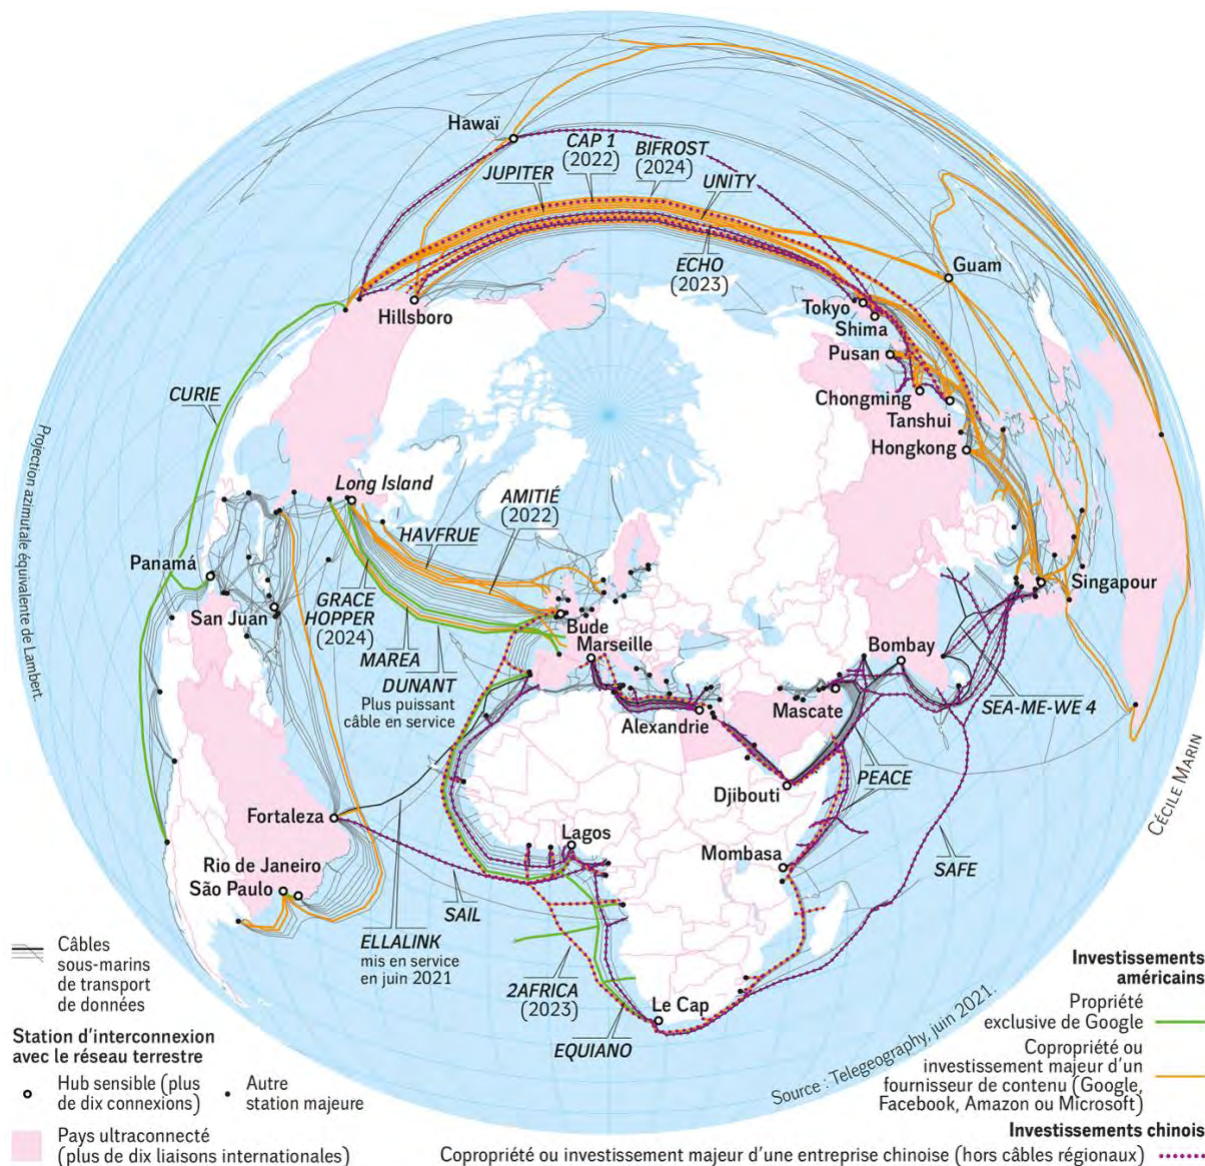 Hawaï
CAP 1
(2022)
BIFROST
(2024)
JUPITER
UNITY
ECHO
(2023)
Guam
Hillsboro
Tokyo
Shima
Pusan
Chongming
Tanshui
Hongkong
CURIE
Projection azimutale équivalente de Lambert.
Long Island
AMITIÉ
(2022)
HAVFRUE
Panamá
San Juan
GRACE
HOPPER
(2024)
MAREA
DUNANT
Plus puissant
câble en service
Bude
Marseille
Alexandrie
Mascate
Bombay
Singapour
SEA-ME-WE 4
PEACE
Djibouti
CÉCILE MARIN
Fortaleza
Lagos
Mombasa
SAFE
Rio de Janeiro
São Paulo
SAIL
ELLALINK
mis en service
en juin 2021
2AFRICA
(2023)
Le Cap
EQUIANO
Source : Telegeography, juin 2021.
Câbles
sous-marins
de transport
de données
Station d'interconnexion
avec le réseau terrestre
Hub sensible (plus
de dix connexions)
Autre
station majeure
Pays ultraconnecté
(plus de dix liaisons internationales)
Investissements
américains
Propriété
exclusive de Google
Copropriété ou
investissement majeur d'un
fournisseur de contenu (Google,
Facebook, Amazon ou Microsoft)
Investissements chinois
Copropriété ou investissement majeur d'une entreprise chinoise (hors câbles régionaux)